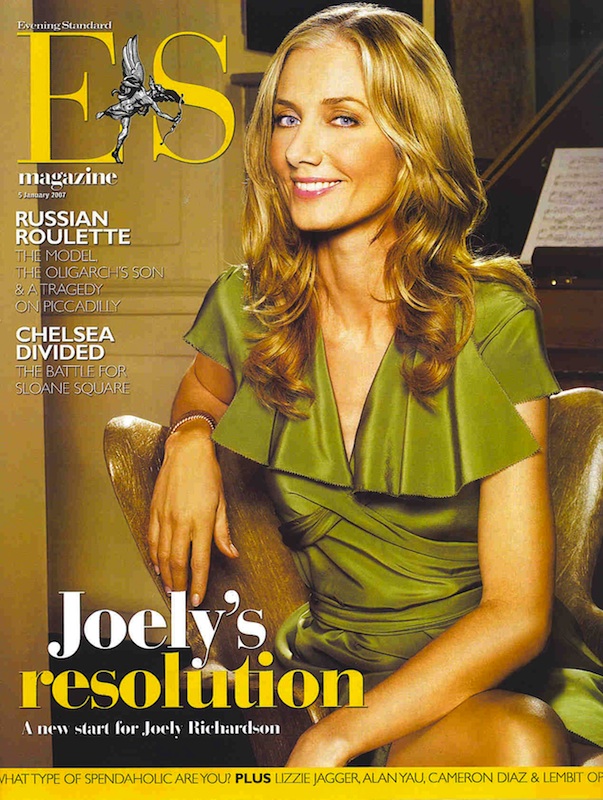 Evening Standard
ES
magazine
5 January 2007
RUSSIAN
ROULETTE
THE MODEL,
THE OLIGARCH'S SON
& A TRAGEDY
ON PICCADILLY
CHELSEA
DIVIDED
THE BATTLE FOR
SLOANE SQUARE
Joely's
resolution
A new start for Joely Richardson
WHAT TYPE OF SPENDAHOLIC ARE YOU? PLUS LIZZIE JAGGER, ALAN YAU, CAMERON DIAZ & LEMBIT OP